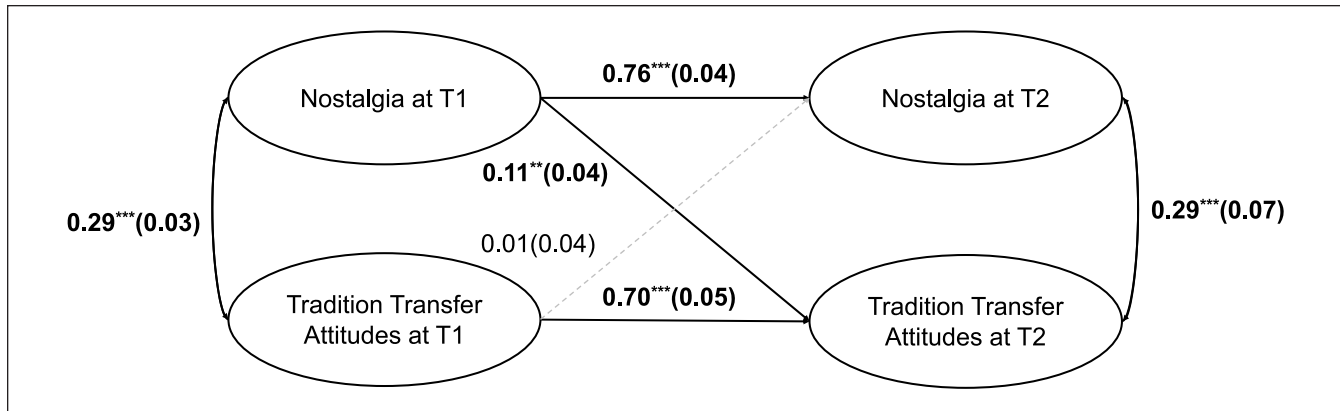 0.76***(0.04)
Nostalgia at T1
Nostalgia at T2
0.11**(0.04)
0.29***(0.03)
0.29***(0.07)
0.01(0.04)
0.70***(0.05)
Tradition Transfer
Attitudes at T1
Tradition Transfer
Attitudes at T2